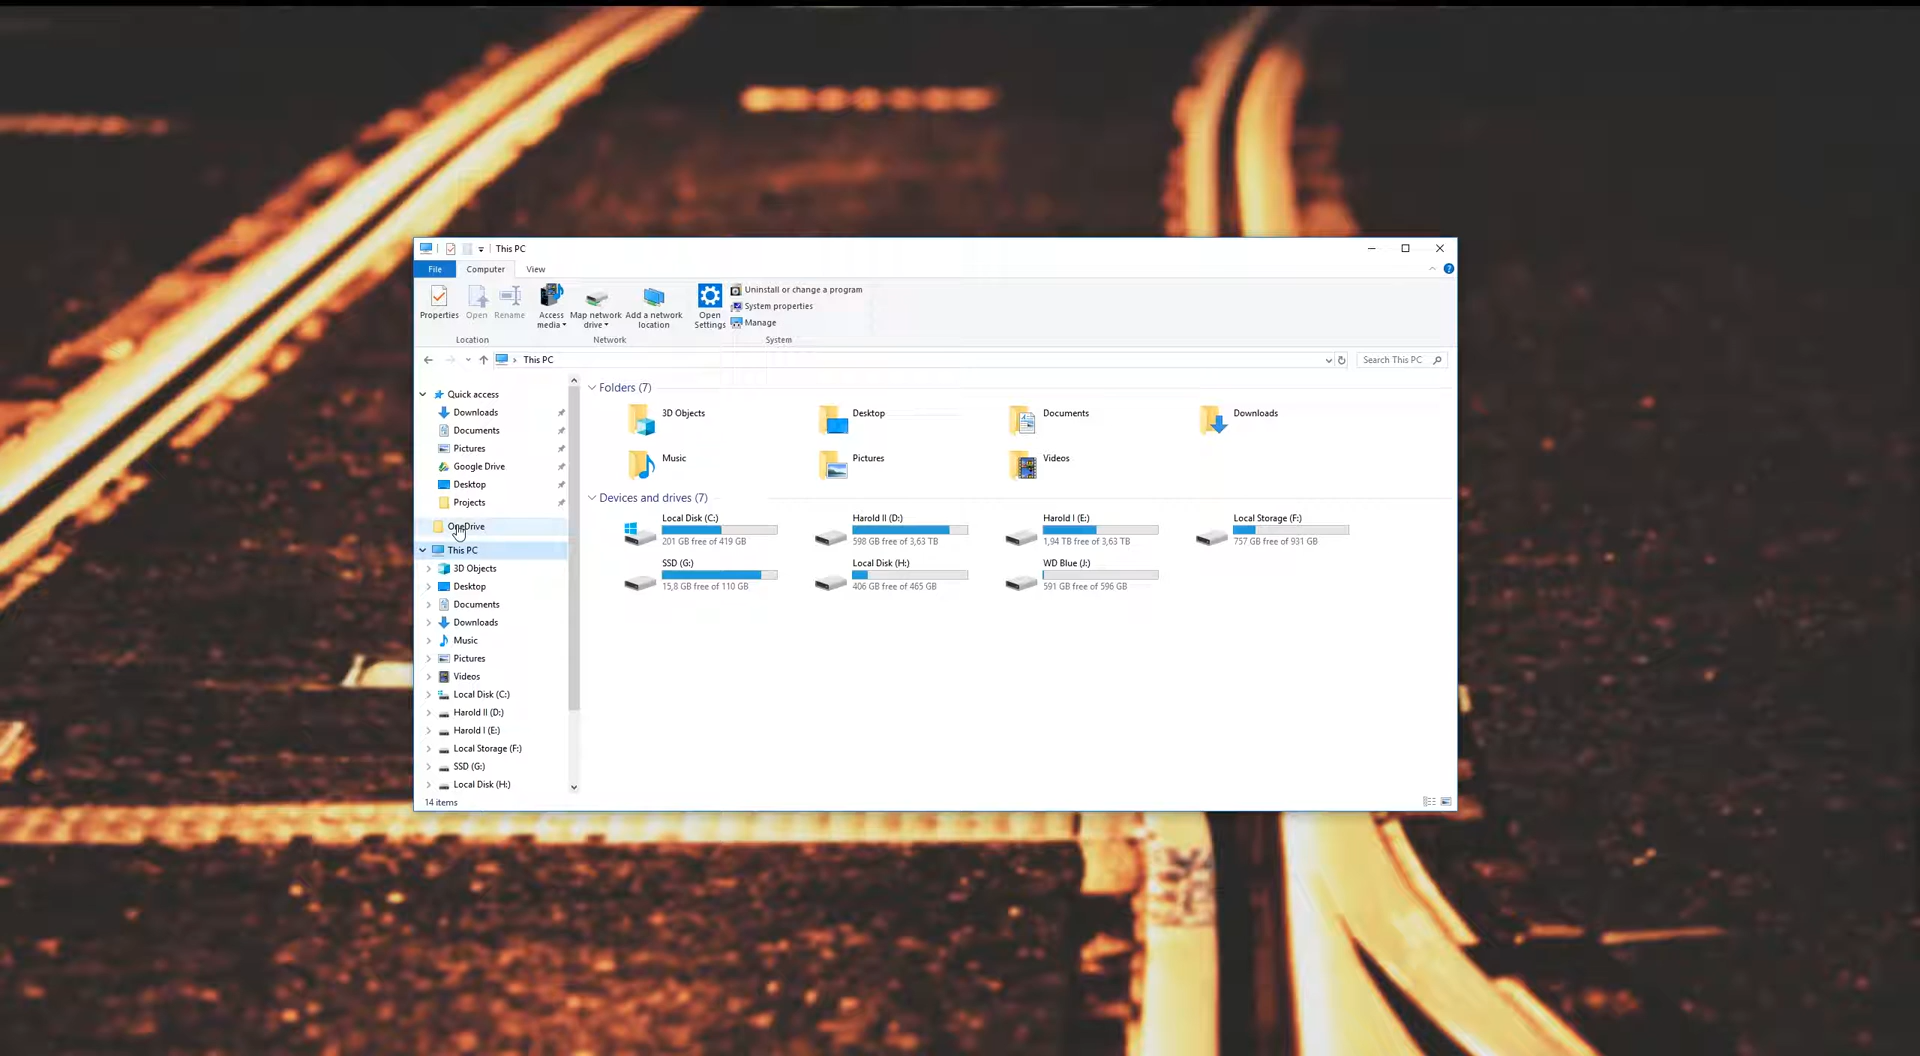 This PC
File Computer View
Properties Open Rename Access media Map network drive Add a network location Open Settings Uninstall or change a program
System properties
Manage
Location Network System
This PC Search This PC
Quick access
Downloads
Documents
Pictures
Google Drive
Desktop
Projects
OneDrive
This PC
3D Objects
Desktop
Documents
Downloads
Music
Pictures
Videos
Local Disk (C:)
Harold II (D:)
Harold I (E:)
Local Storage (F:)
SSD (G:)
Local Disk (H:)
Folders (7)
3D Objects Desktop Documents Downloads
Music Pictures Videos
Devices and drives (7)
Local Disk (C:) Harold II (D:) Harold I (E:) Local Storage (F:)
201 GB free of 419 GB 598 GB free of 3,63 TB 1,94 TB free of 3,63 TB 757 GB free of 931 GB
SSD (G:) Local Disk (H:) WD Blue (J:)
15,8 GB free of 110 GB 406 GB free of 465 GB 591 GB free of 596 GB
14 items